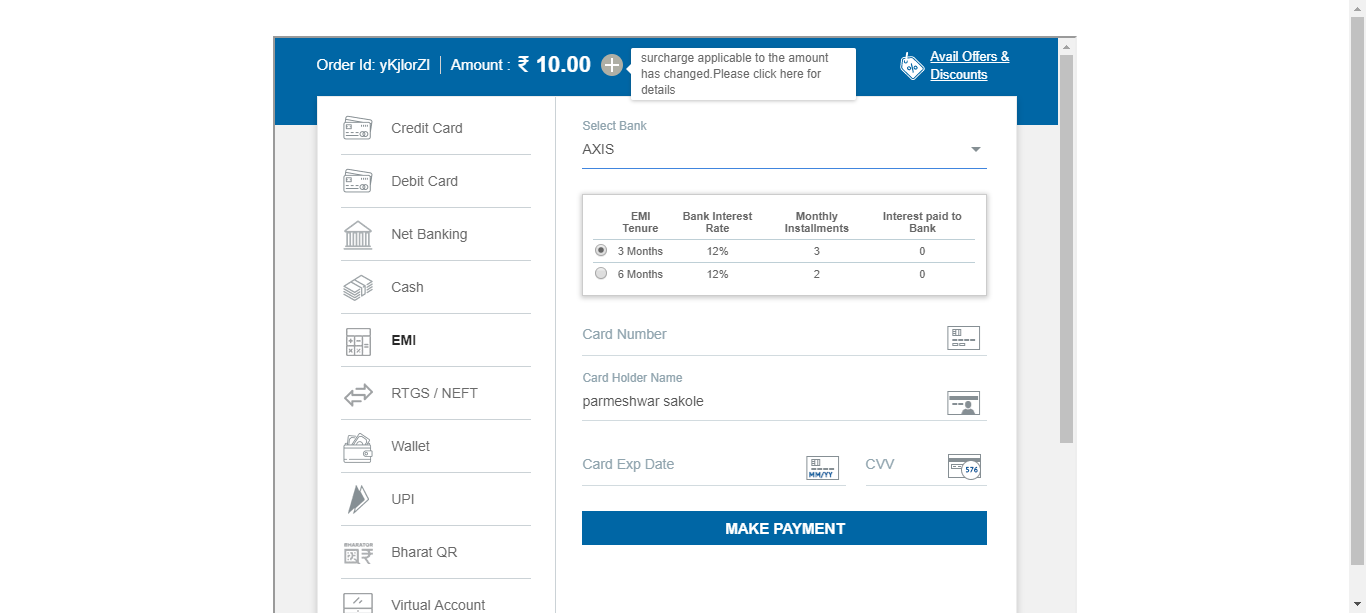 Order Id: yKjlorZl | Amount : ₹ 10.00
surcharge applicable to the amount
has changed.Please click here for
details
Avail Offers &
Discounts
Credit Card
Debit Card
Net Banking
Cash
EMI
RTGS / NEFT
Wallet
UPI
BHARATQR
Bharat QR
Virtual Account
Select Bank
AXIS
EMI Tenure Bank Interest Rate Monthly Installments Interest paid to Bank
3 Months 12% 3 0
6 Months 12% 2 0
Card Number
Card Holder Name
parmeshwar sakole
Card Exp Date
MM/YY
CVV
576
MAKE PAYMENT